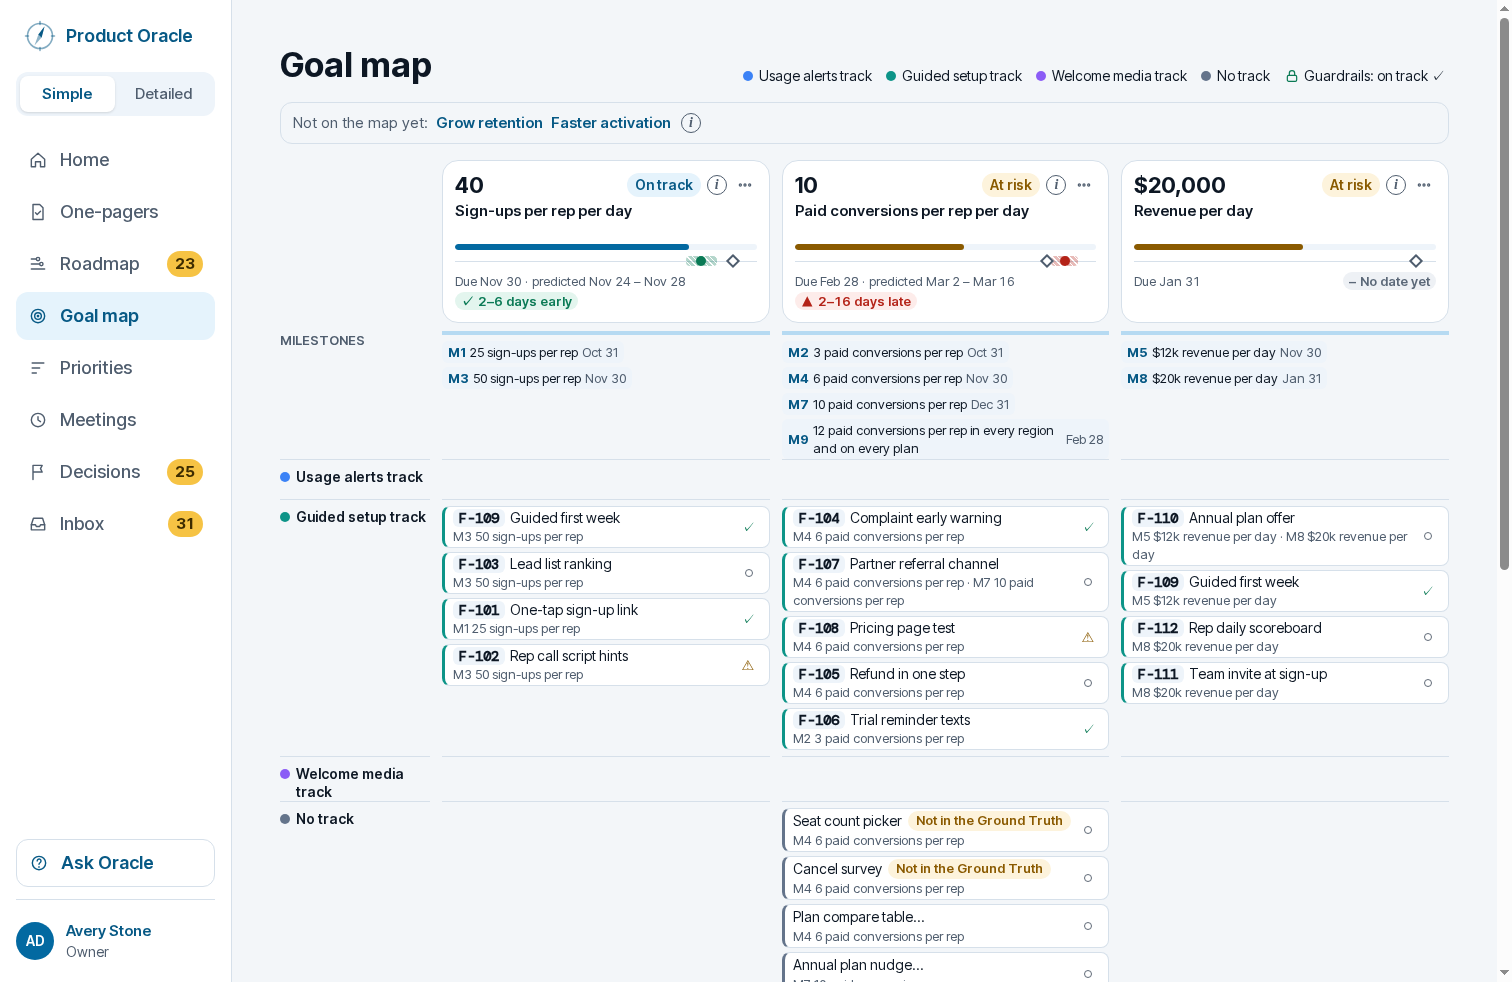 Product Oracle
Simple
Detailed
Home
One-pagers
Roadmap
23
Goal map
Priorities
Meetings
Decisions
25
Inbox
31
Ask Oracle
AD
Avery Stone
Owner
Goal map
Usage alerts track
Guided setup track
Welcome media track
No track
Guardrails: on track ✓
Not on the map yet: Grow retention Faster activation i
40
On track
i
Sign-ups per rep per day
Due Nov 30 · predicted Nov 24 – Nov 28
✓ 2–6 days early
10
At risk
i
Paid conversions per rep per day
Due Feb 28 · predicted Mar 2 – Mar 16
▲ 2–16 days late
$20,000
At risk
i
Revenue per day
Due Jan 31
– No date yet
MILESTONES
M1 25 sign-ups per rep Oct 31
M3 50 sign-ups per rep Nov 30
M2 3 paid conversions per rep Oct 31
M4 6 paid conversions per rep Nov 30
M7 10 paid conversions per rep Dec 31
M9 12 paid conversions per rep in every region
and on every plan
Feb 28
M5 $12k revenue per day Nov 30
M8 $20k revenue per day Jan 31
Usage alerts track
Guided setup track
F-109 Guided first week
M3 50 sign-ups per rep
✓
F-103 Lead list ranking
M3 50 sign-ups per rep
F-101 One-tap sign-up link
M1 25 sign-ups per rep
✓
F-102 Rep call script hints
M3 50 sign-ups per rep
⚠
F-104 Complaint early warning
M4 6 paid conversions per rep
✓
F-107 Partner referral channel
M4 6 paid conversions per rep · M7 10 paid
conversions per rep
F-108 Pricing page test
M4 6 paid conversions per rep
⚠
F-105 Refund in one step
M4 6 paid conversions per rep
F-106 Trial reminder texts
M2 3 paid conversions per rep
✓
F-110 Annual plan offer
M5 $12k revenue per day · M8 $20k revenue per
day
F-109 Guided first week
M5 $12k revenue per day
✓
F-112 Rep daily scoreboard
M8 $20k revenue per day
F-111 Team invite at sign-up
M8 $20k revenue per day
Welcome media
track
No track
Seat count picker Not in the Ground Truth
M4 6 paid conversions per rep
Cancel survey Not in the Ground Truth
M4 6 paid conversions per rep
Plan compare table...
M4 6 paid conversions per rep
Annual plan nudge...